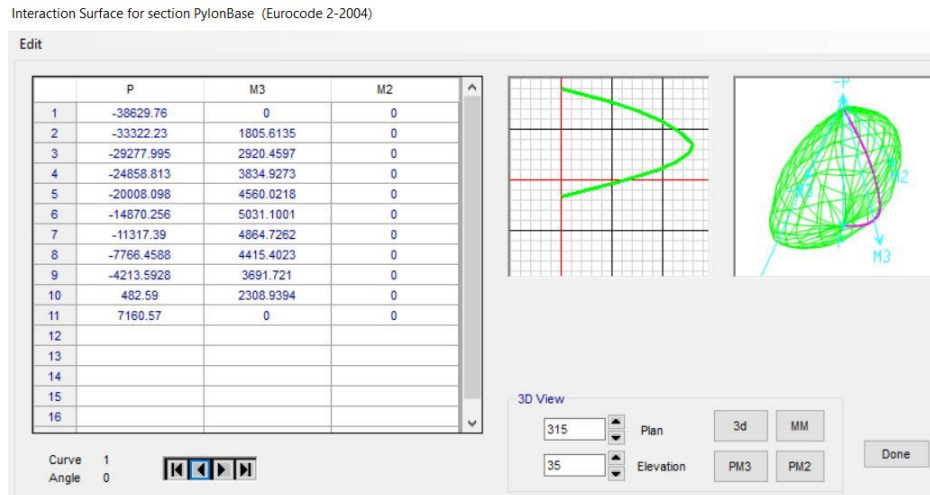 Interaction Surface for section PylonBase (Eurocode 2-2004)
Edit
P M3 M2
1 -38629.76 0 0
2 -33322.23 1805.6135 0
3 -29277.995 2920.4597 0
4 -24858.813 3834.9273 0
5 -20008.098 4560.0218 0
6 -14870.256 5031.1001 0
7 -11317.39 4864.7262 0
8 -7766.4588 4415.4023 0
9 -4213.5928 3691.721 0
10 482.59 2308.9394 0
11 7160.57 0 0
12
13
14
15
16
-P
M2
M3
3D View
315 Plan 3d MM
35 Elevation PM3 PM2
Done
Curve 1
Angle 0